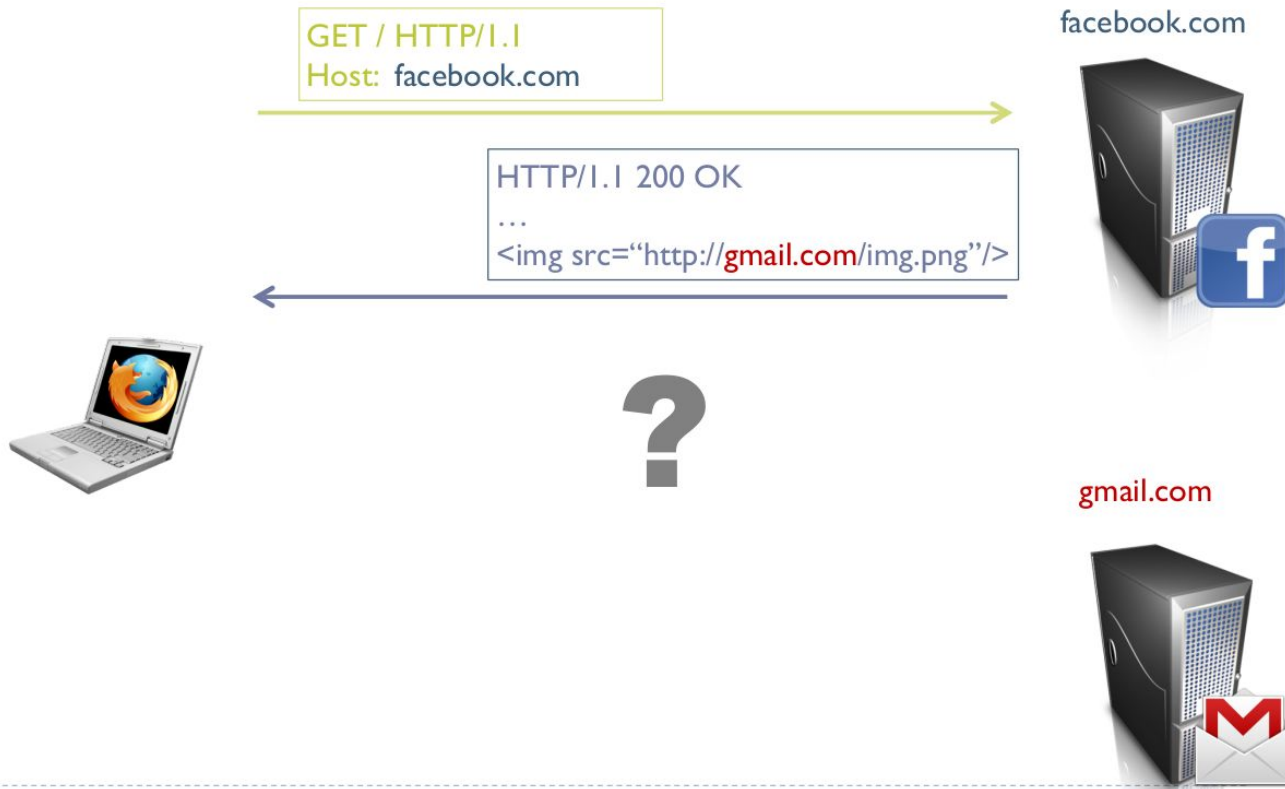 facebook.com
GET / HTTP/1.1
Host: facebook.com
HTTP/1.1 200 OK
…
<img src=“http://gmail.com/img.png”/>
?
gmail.com